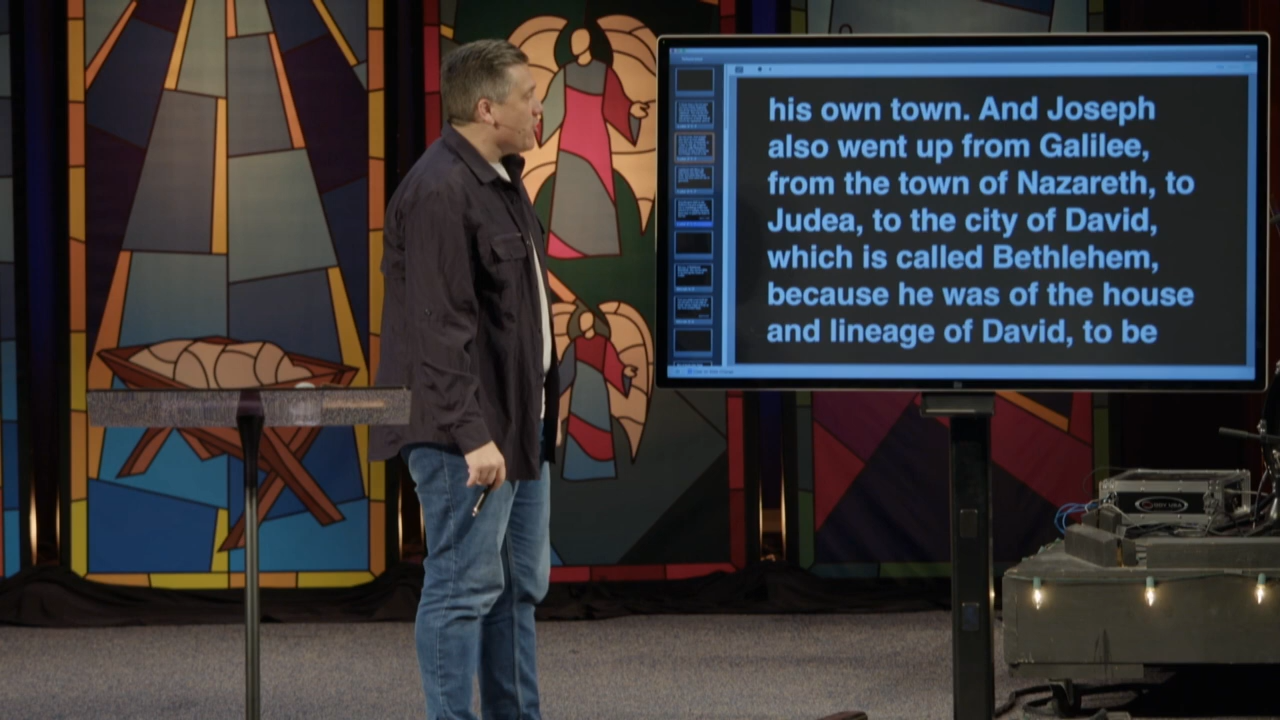 his own town. And Joseph
also went up from Galilee,
from the town of Nazareth, to
Judea, to the city of David,
which is called Bethlehem,
because he was of the house
and lineage of David, to be